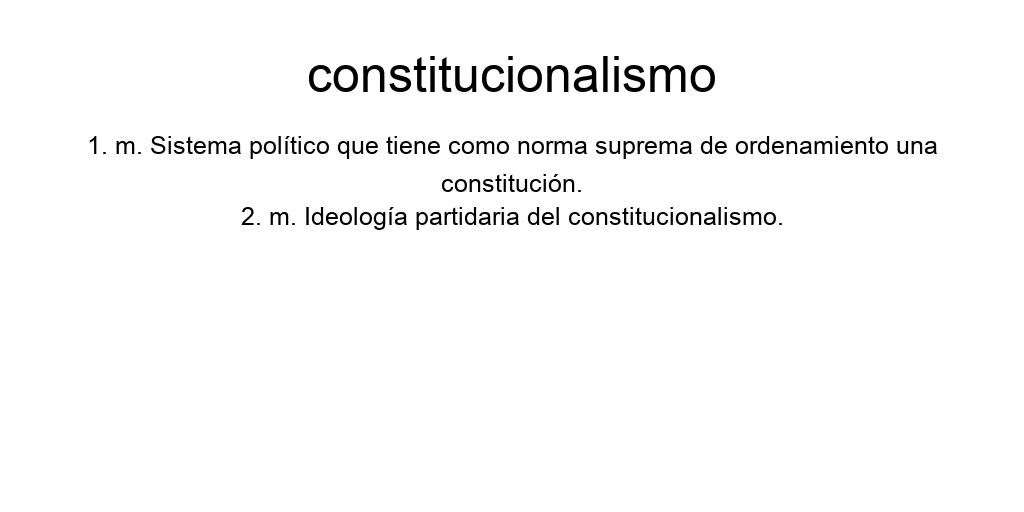 constitucionalismo
1. m. Sistema político que tiene como norma suprema de ordenamiento una
constitución.
2. m. Ideología partidaria del constitucionalismo.